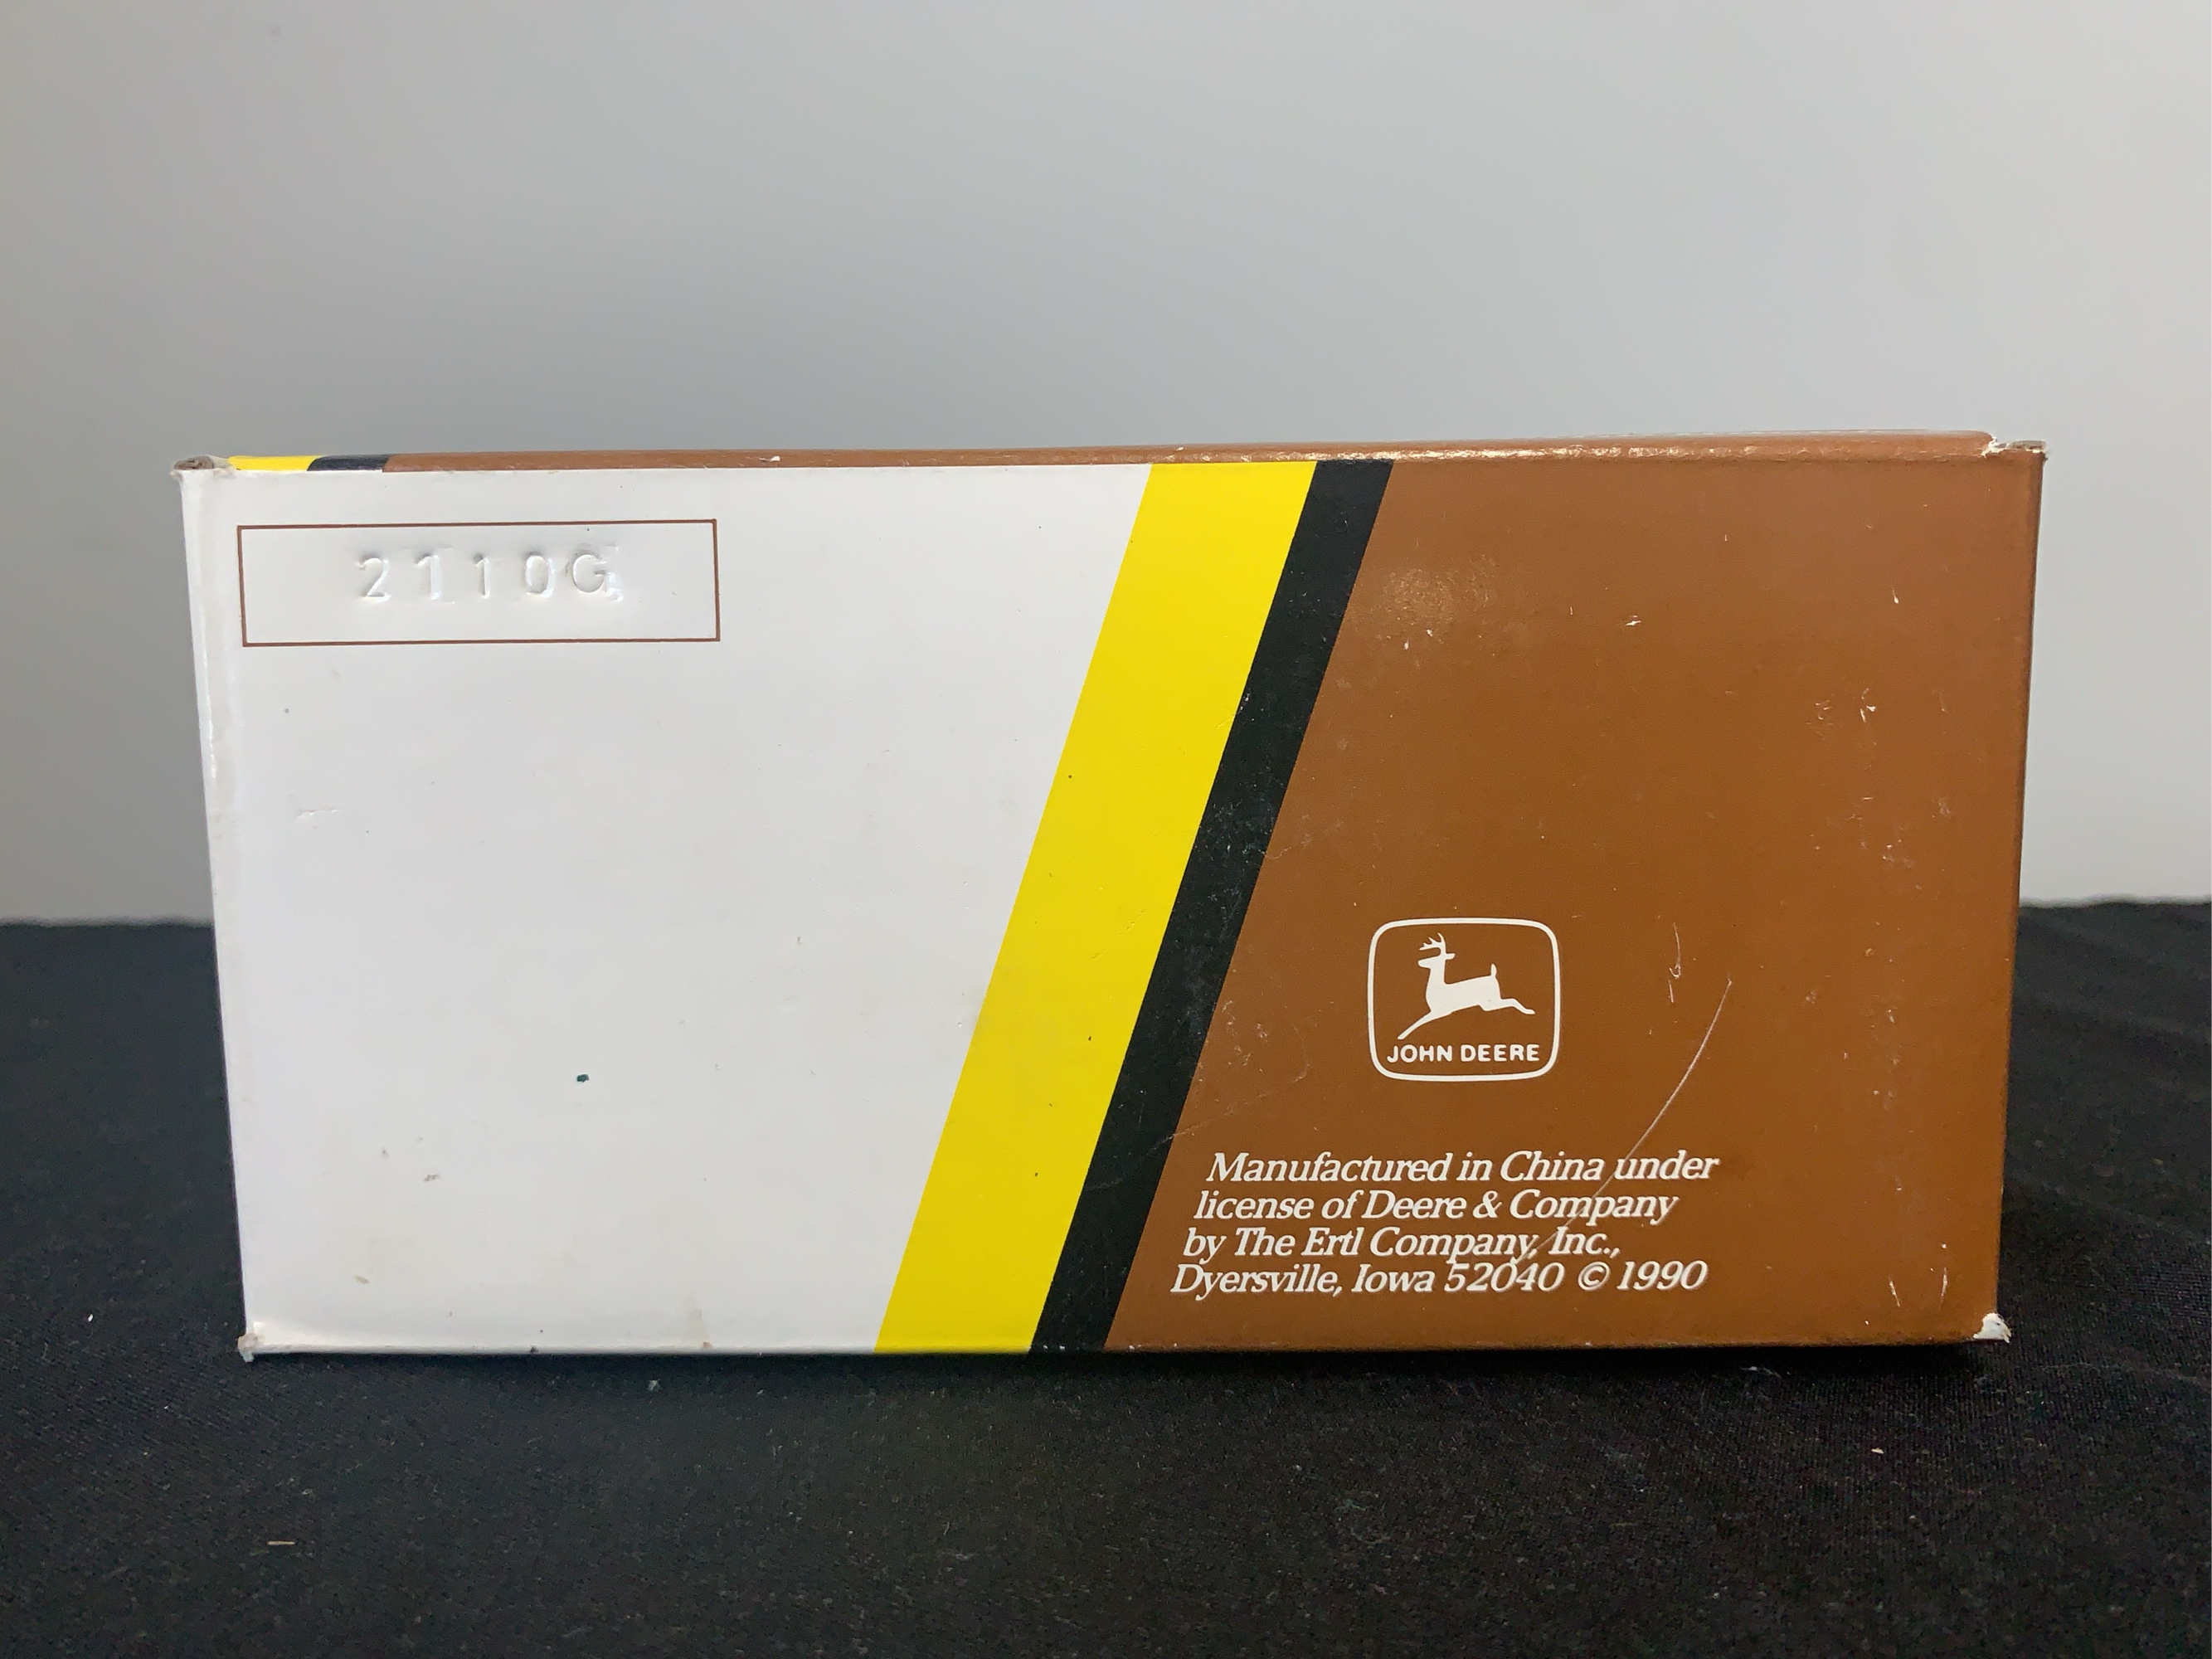 2110G
JOHN DEERE
Manufactured in China under
license of Deere & Company
by The Ertl Company, Inc.,
Dyersville, Iowa 52040 © 1990